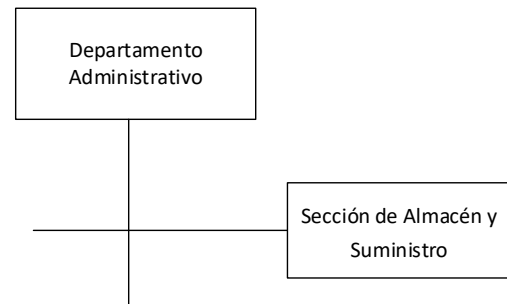 Departamento
Administrativo
Sección de Almacén y
Suministro